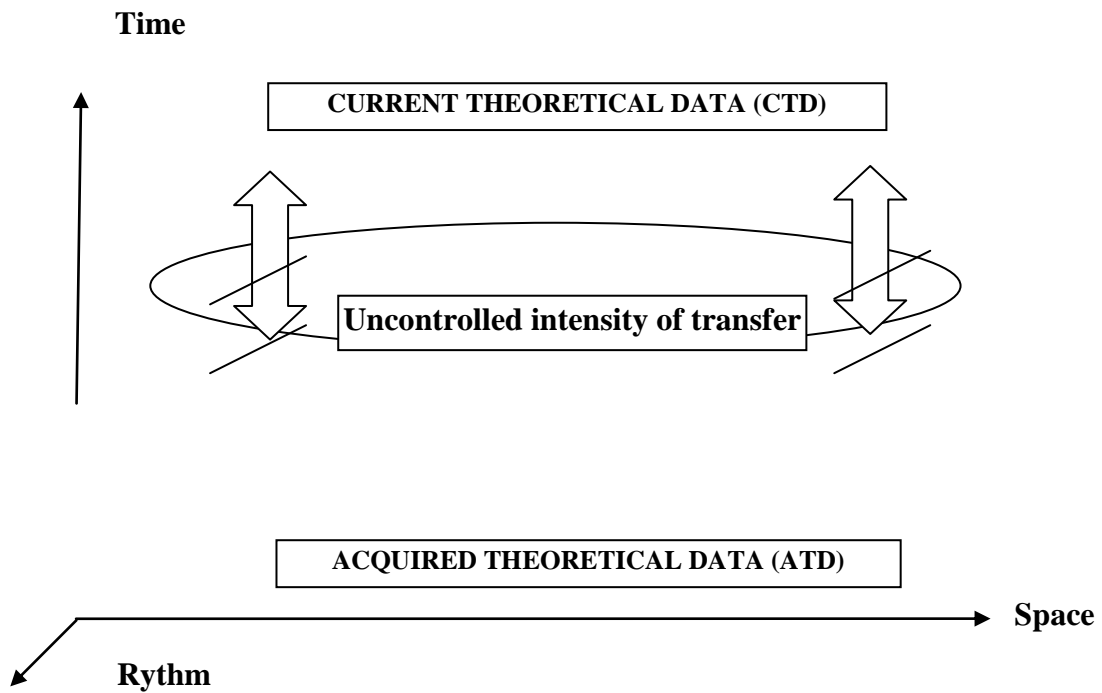 Time
CURRENT THEORETICAL DATA (CTD)
Uncontrolled intensity of transfer
ACQUIRED THEORETICAL DATA (ATD)
Space
Rythm